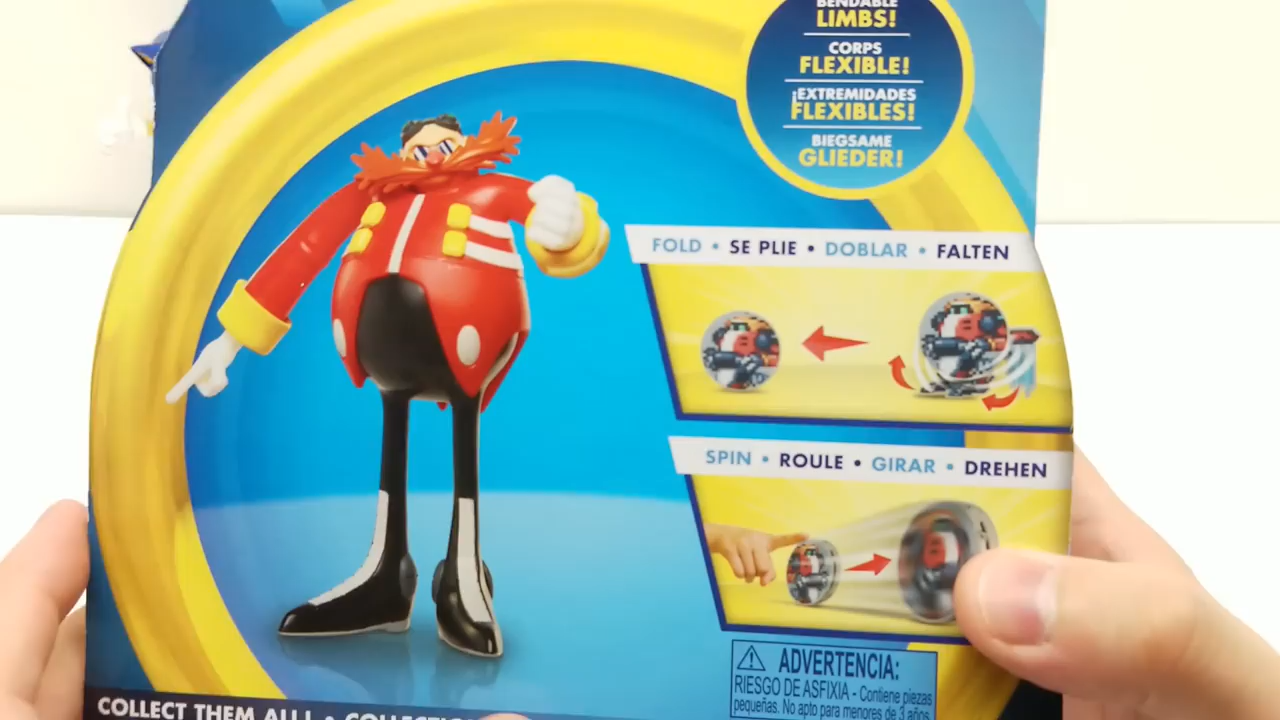 BENDABLE
LIMBS!
CORPS
FLEXIBLE!
¡EXTREMIDADES
FLEXIBLES!
BIEGSAME
GLIEDER!
FOLD • SE PLIE • DOBLAR • FALTEN
SPIN • ROULE • GIRAR • DREHEN
ADVERTENCIA:
RIESGO DE ASFIXIA - Contiene piezas
pequeñas. No apto para menores de 3 años.
COLLECT THEM ALL! •